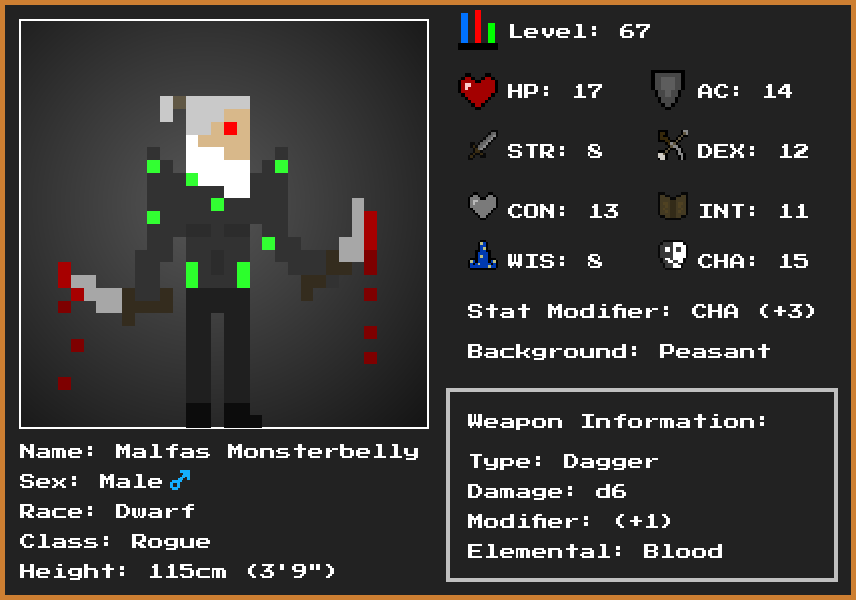 Level: 67
HP: 17 AC: 14
STR: 8 DEX: 12
CON: 13 INT: 11
WIS: 8 CHA: 15
Stat Modifier: CHA (+3)
Background: Peasant
Weapon Information:
Type: Dagger
Damage: d6
Modifier: (+1)
Elemental: Blood
Name: Malfas Monsterbelly
Sex: Male ♂
Race: Dwarf
Class: Rogue
Height: 115cm (3'9")